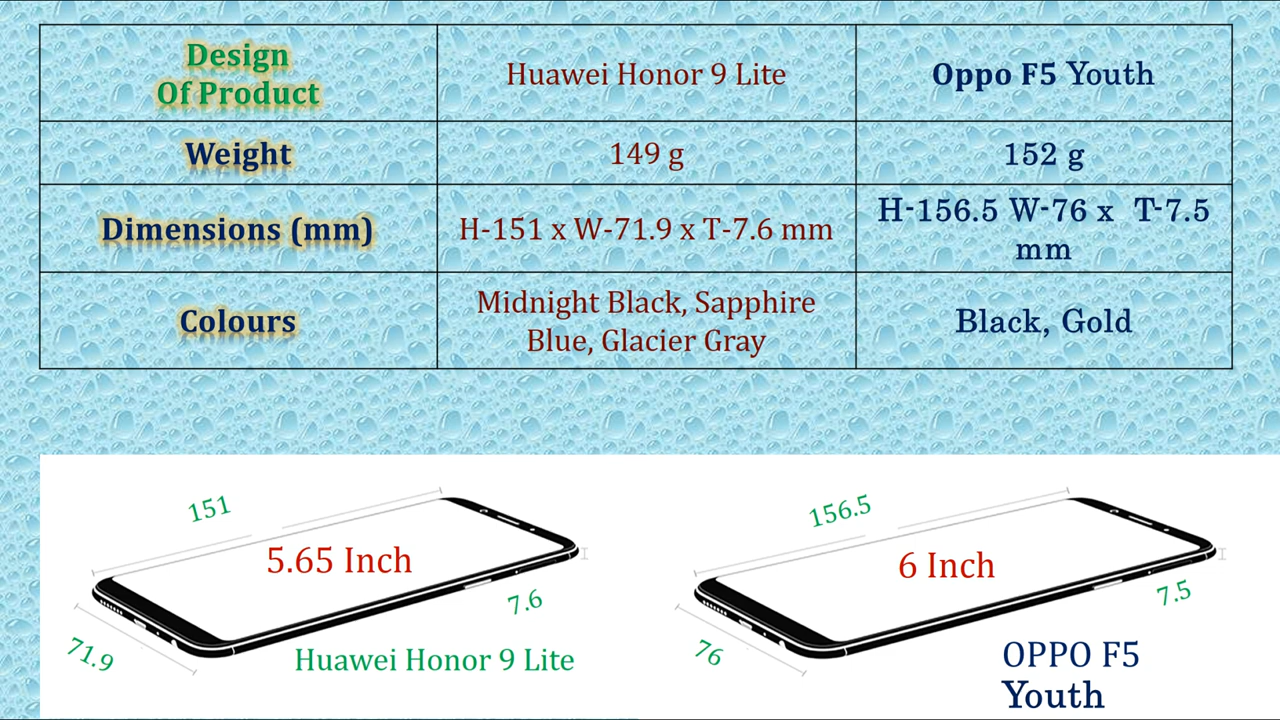 Design
Of Product
Huawei Honor 9 Lite
Oppo F5 Youth
Weight
149 g
152 g
Dimensions (mm)
H-151 x W-71.9 x T-7.6 mm
H-156.5 W-76 x  T-7.5
mm
Colours
Midnight Black, Sapphire
Blue, Glacier Gray
Black, Gold
151
5.65 Inch
7.6
71.9
Huawei Honor 9 Lite
156.5
6 Inch
7.5
76
OPPO F5
Youth